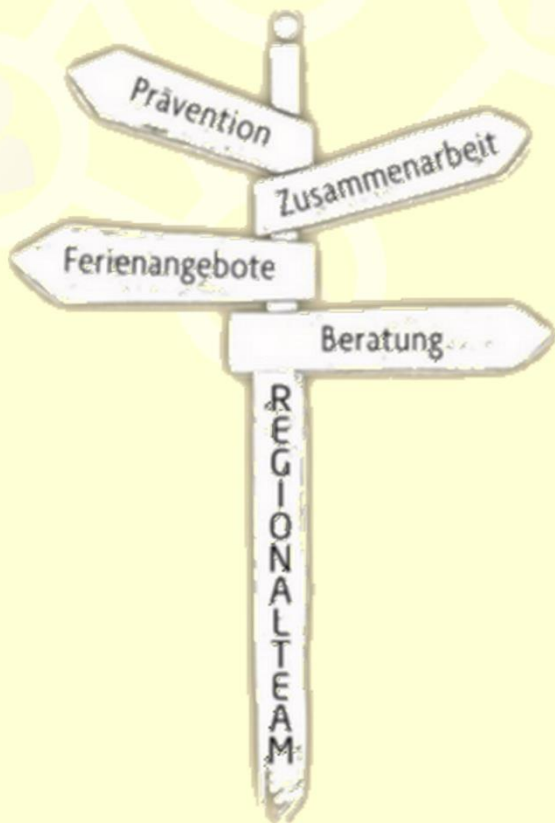 Prävention
Zusammenarbeit
Ferienangebote
Beratung
REGIONALTEAM